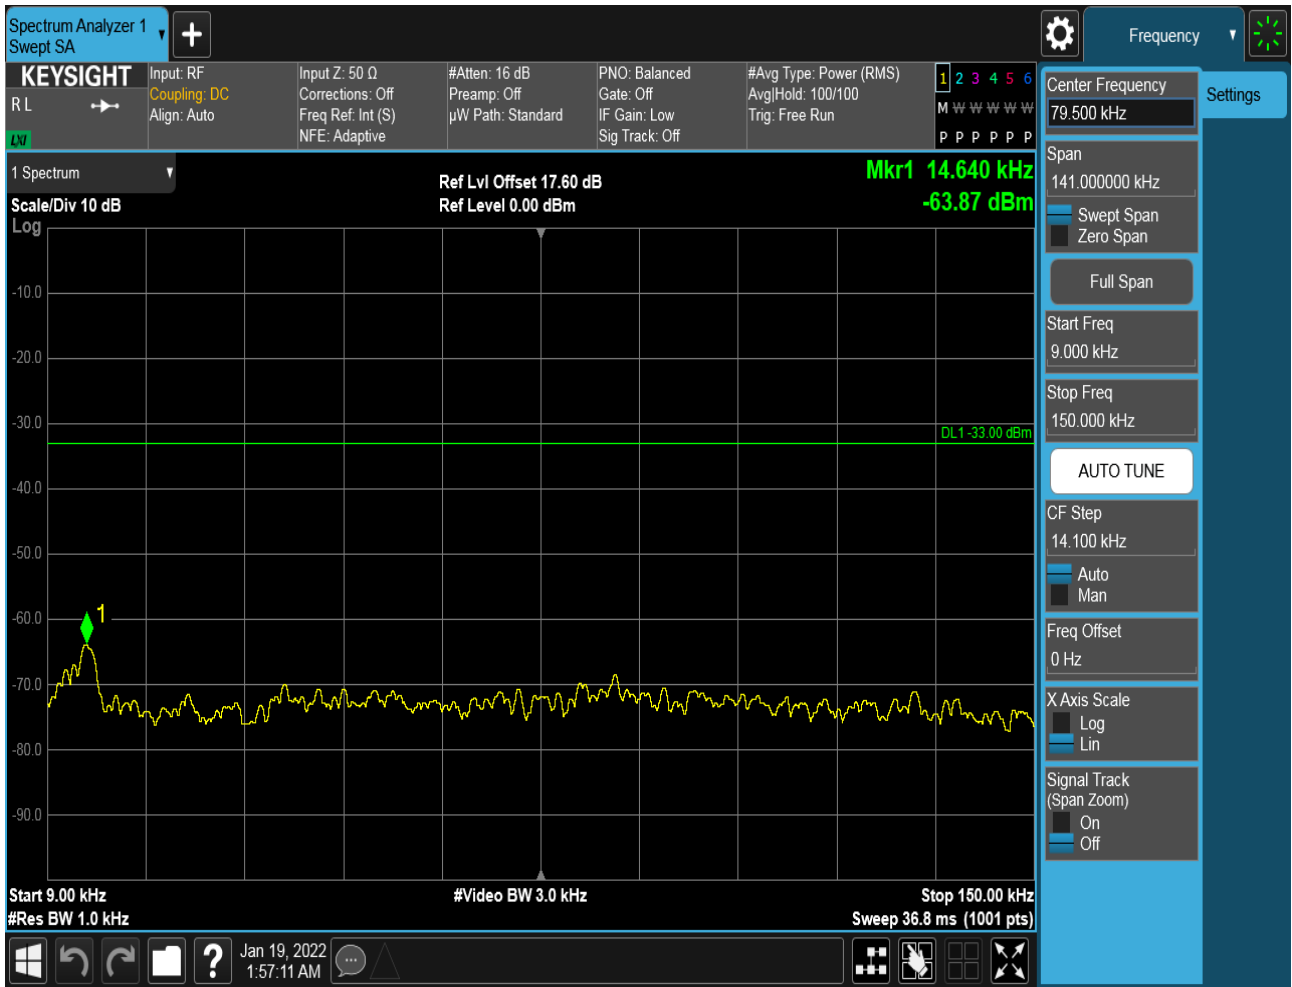 Spectrum Analyzer 1
Swept SA
Frequency
KEYSIGHT
R L
LXI
Input: RF
Coupling: DC
Align: Auto
Input Z: 50 Ω
Corrections: Off
Freq Ref: Int (S)
NFE: Adaptive
#Atten: 16 dB
Preamp: Off
µW Path: Standard
PNO: Balanced
Gate: Off
IF Gain: Low
Sig Track: Off
#Avg Type: Power (RMS)
Avg|Hold: 100/100
Trig: Free Run
1 2 3 4 5 6
M W W W W W
P P P P P P
1 Spectrum
Scale/Div 10 dB
Log
Ref Lvl Offset 17.60 dB
Ref Level 0.00 dBm
Mkr1 14.640 kHz
-63.87 dBm
-10.0
-20.0
-30.0
DL1 -33.00 dBm
-40.0
-50.0
-60.0
1
-70.0
-80.0
-90.0
Start 9.00 kHz
#Video BW 3.0 kHz
Stop 150.00 kHz
#Res BW 1.0 kHz
Sweep 36.8 ms (1001 pts)
Jan 19, 2022
1:57:11 AM
Center Frequency
79.500 kHz
Settings
Span
141.000000 kHz
Swept Span
Zero Span
Full Span
Start Freq
9.000 kHz
Stop Freq
150.000 kHz
AUTO TUNE
CF Step
14.100 kHz
Auto
Man
Freq Offset
0 Hz
X Axis Scale
Log
Lin
Signal Track
(Span Zoom)
On
Off